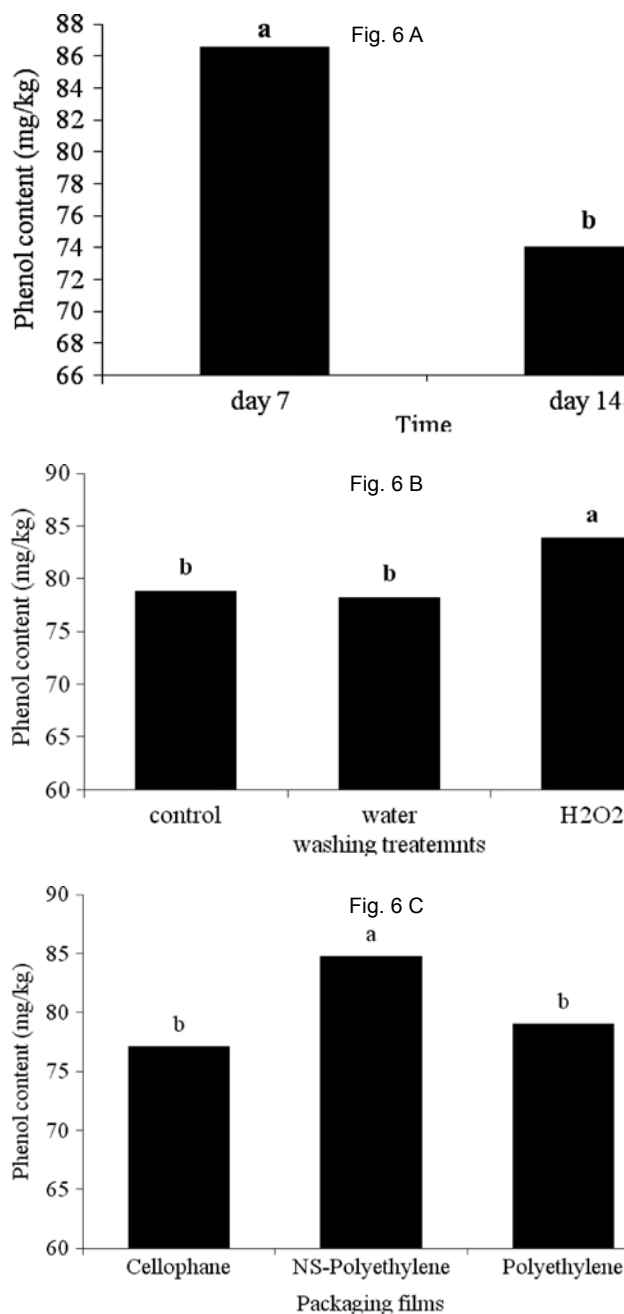 Fig. 6 A
Phenol content (mg/kg)
88
86
84
82
80
78
76
74
72
70
68
66
a
b
day 7
day 14
Time
Fig. 6 B
Phenol content (mg/kg)
90
85
80
75
70
65
60
b
b
a
control
water
H2O2
washing treatemnts
Fig. 6 C
Phenol content (mg/kg)
90
85
80
75
70
65
60
b
a
b
Cellophane
NS-Polyethylene
Polyethylene
Packaging films